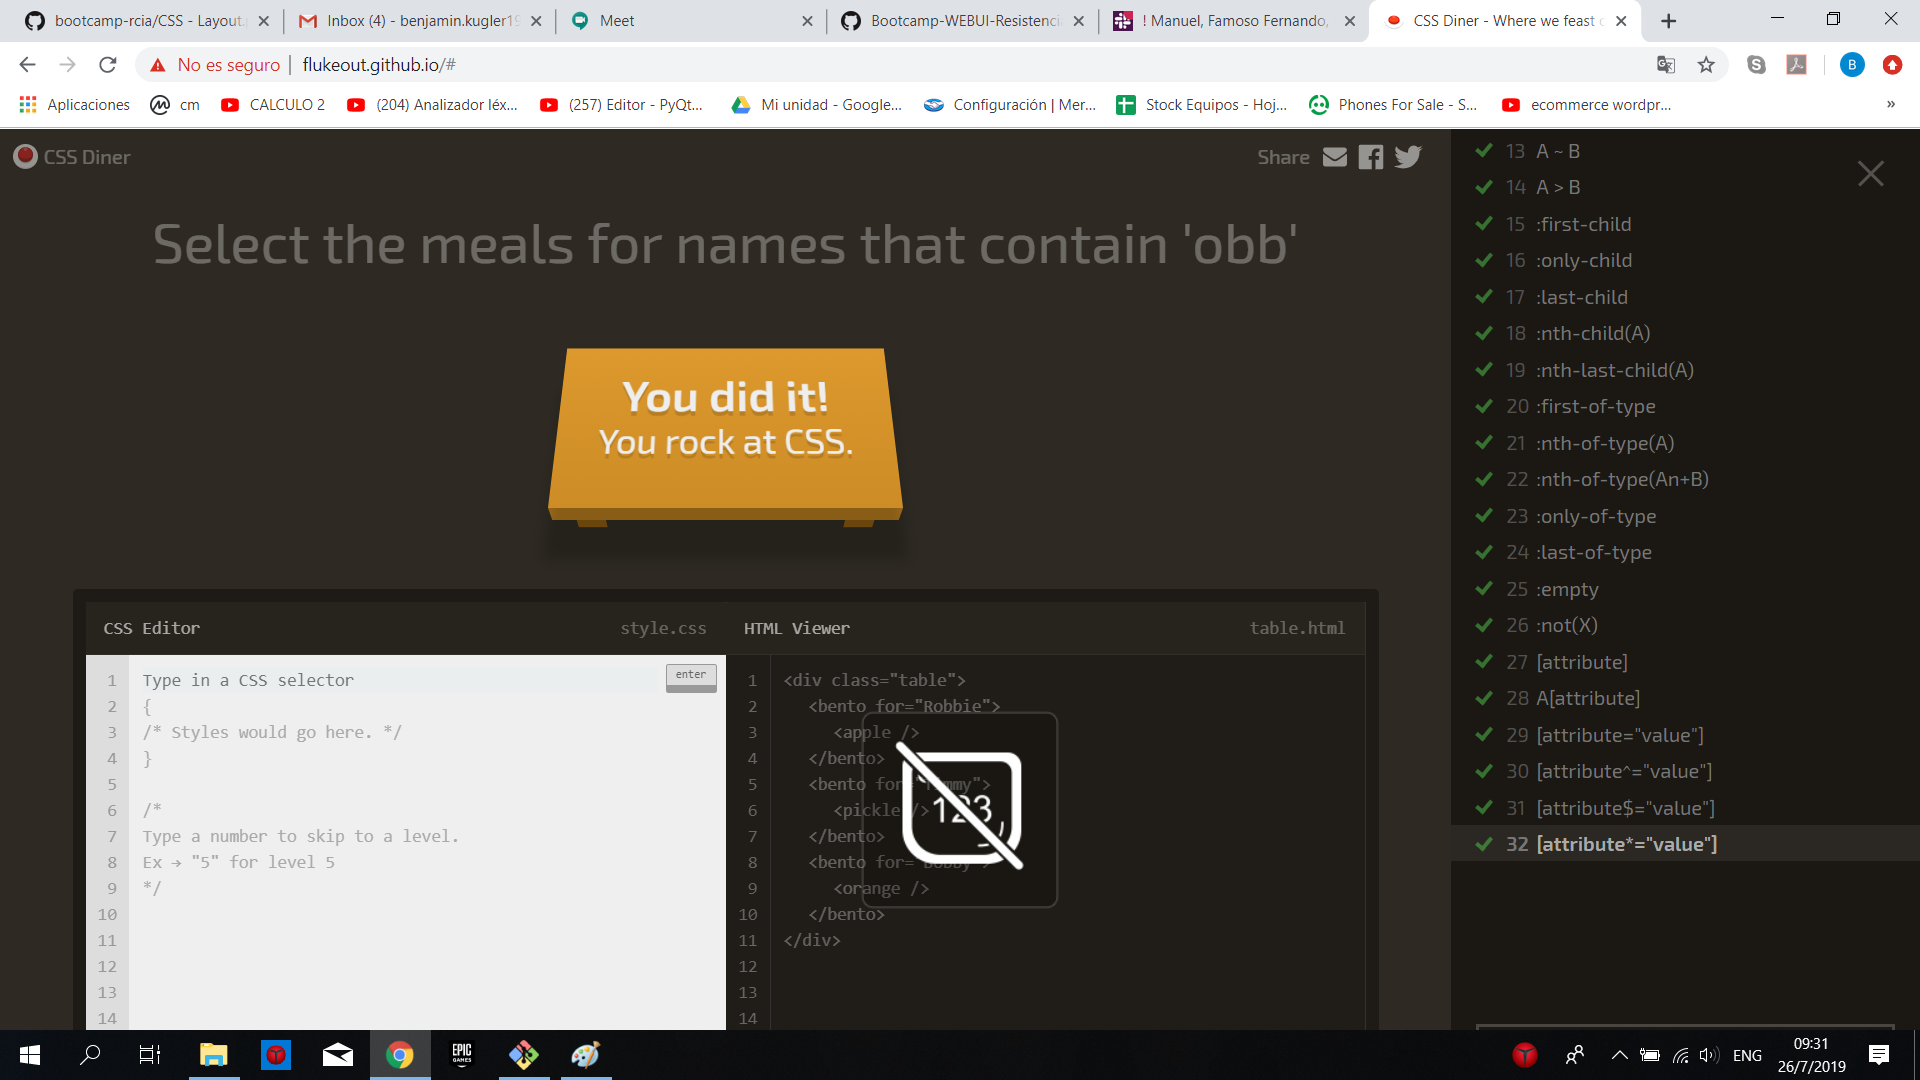 bootcamp-rcia/CSS - Layout.
Inbox (4) - benjamin.kugler19
Meet
Bootcamp-WEBUI-Resistenci
! Manuel, Famoso Fernando,
CSS Diner - Where we feast
No es seguro
flukeout.github.io/#
B
Aplicaciones
cm
CALCULO 2
(204) Analizador léx...
(257) Editor - PyQt...
Mi unidad - Google...
Configuración | Mer...
Stock Equipos - Hoj...
Phones For Sale - S...
ecommerce wordpr...
»
CSS Diner
Share
Select the meals for names that contain 'obb'
You did it!
You rock at CSS.
CSS Editor
style.css
HTML Viewer
table.html
1 Type in a CSS selector
enter
2 {
3 /* Styles would go here. */
4 }
5
6 /*
7 Type a number to skip to a level.
8 Ex → "5" for level 5
9 */
10
11
12
13
14
1 <div class="table">
2 <bento for="Robbie">
3 <apple />
4 </bento>
5 <bento for="Timmy">
6 <pickle />
7 </bento>
8 <bento for="Bobby">
9 <orange />
10 </bento>
11 </div>
12
13
14
123
13 A ~ B
14 A > B
15 :first-child
16 :only-child
17 :last-child
18 :nth-child(A)
19 :nth-last-child(A)
20 :first-of-type
21 :nth-of-type(A)
22 :nth-of-type(An+B)
23 :only-of-type
24 :last-of-type
25 :empty
26 :not(X)
27 [attribute]
28 A[attribute]
29 [attribute="value"]
30 [attribute^="value"]
31 [attribute$="value"]
32 [attribute*="value"]
EPIC
GAMES
ENG
09:31
26/7/2019